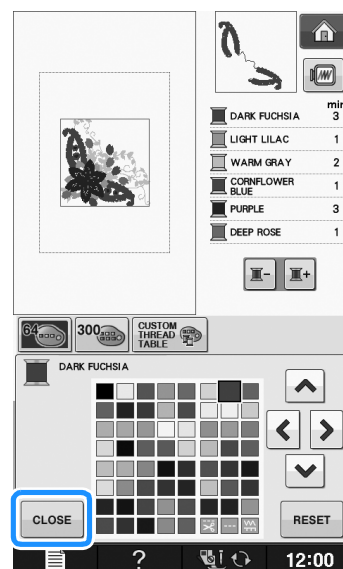 min
DARK FUCHSIA 3
LIGHT LILAC 1
WARM GRAY 2
CORNFLOWER
BLUE 1
PURPLE 3
DEEP ROSE 1
- +
64 300 CUSTOM
THREAD
TABLE
DARK FUCHSIA
CLOSE RESET
? 12:00